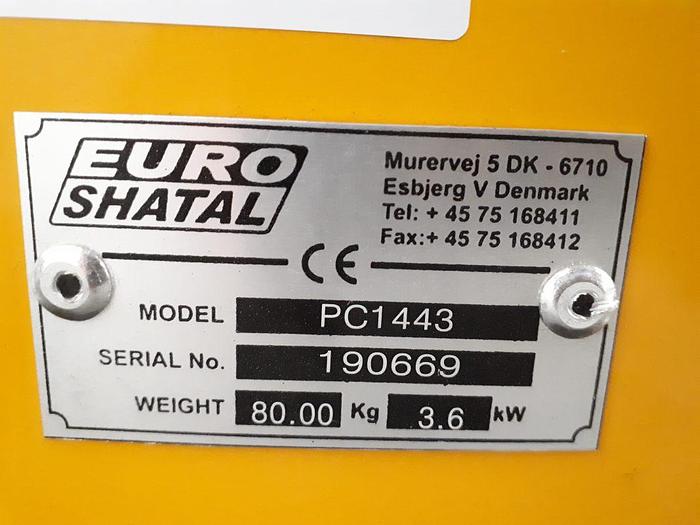 EURO
SHATAL
Murervej 5 DK - 6710
Esbjerg V Denmark
Tel: + 45 75 168411
Fax:+ 45 75 168412
CE
MODEL PC1443
SERIAL No. 190669
WEIGHT 80.00 Kg 3.6 kW